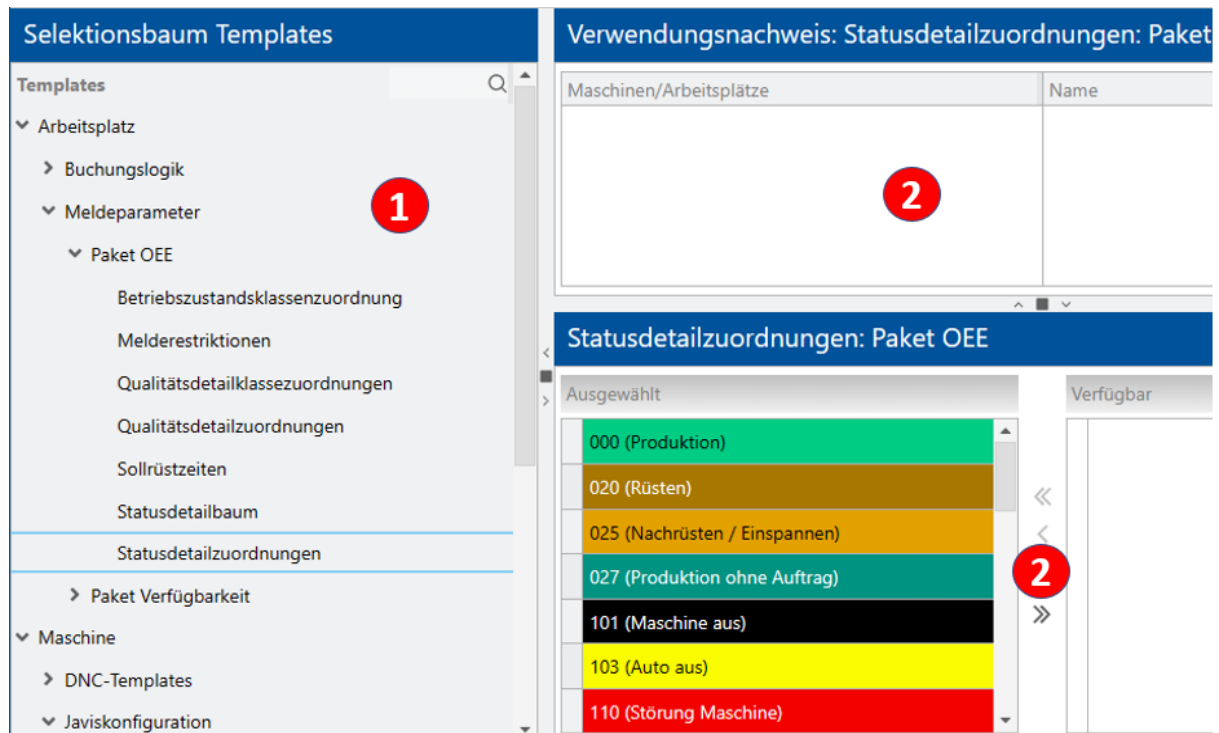 Selektionsbaum Templates
Templates
Arbeitsplatz
Buchungslogik
Meldeparameter
1
Paket OEE
Betriebszustandsklassenzuordnung
Melderestriktionen
Qualitätsdetailklassezuordnungen
Qualitätsdetailzuordnungen
Sollrüstzeiten
Statusdetailbaum
Statusdetailzuordnungen
Paket Verfügbarkeit
Maschine
DNC-Templates
Javiskonfiguration
Verwendungsnachweis: Statusdetailzuordnungen: Paket
Maschinen/Arbeitsplätze Name
2
Statusdetailzuordnungen: Paket OEE
Ausgewählt Verfügbar
000 (Produktion)
020 (Rüsten)
025 (Nachrüsten / Einspannen)
027 (Produktion ohne Auftrag)
2
101 (Maschine aus)
103 (Auto aus)
110 (Störung Maschine)